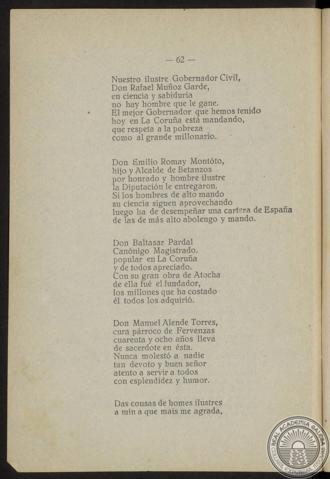 — 62 —
Nuestro ilustre Gobernador Civil,
Don Rafael Muñoz Garde,
en ciencia y sabiduría
no hay hombre que le gane.
El mejor Gobernador que hemos tenido
hoy en La Coruña está mandando,
que respeta a la pobreza
como al grande millonario.
Don Emilio Romay Montóto,
hijo y Alcalde de Betanzos
por honrado y hombre ilustre
la Diputación le entregaron.
Si los hombres de alto mando
su ciencia siguen aprovechando
luego ha de desempeñar una cartera de España
de las de más alto abolengo y mando.
Don Baltasar Pardal
Canónigo Magistrado,
popular en La Coruña
y de todos apreciado.
Con su gran obra de Atocha
de ella fué el fundador,
los millones que ha costado
él todos los adquirió.
Don Manuel Alende Torres,
cura párroco de Fervenzas
cuarenta y ocho años lleva
de sacerdote en ésta.
Nunca molestó a nadie
tan devoto y buen señor
atento a servir a todos
con esplendidez y humor.
Das cousas de homes ilustres
a min a que mais me agrada,
REAL ACADEMIA GALEGA